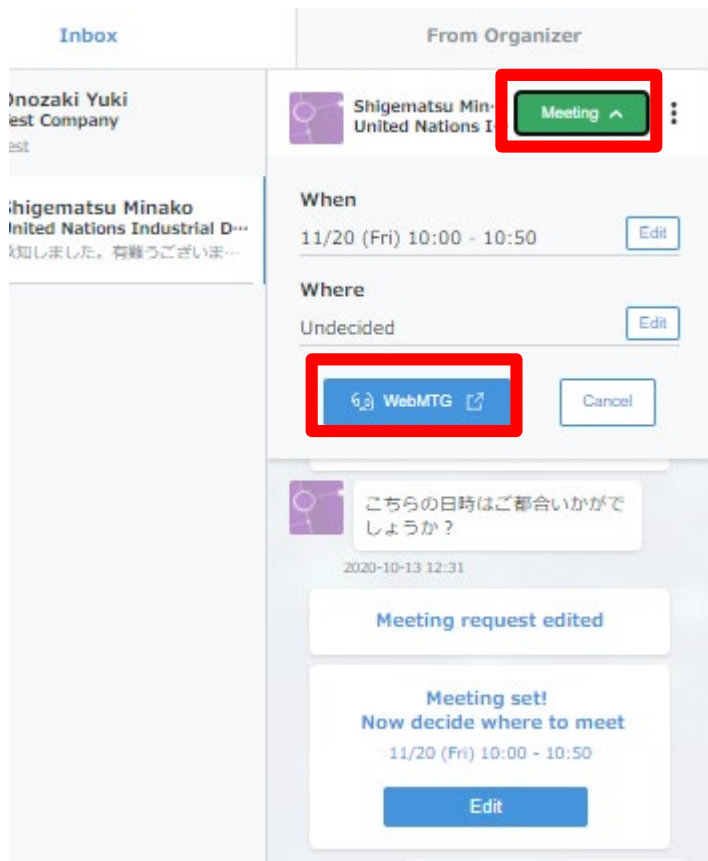 Inbox
From Organizer
Onozaki Yuki
Test Company
Test
Shigematsu Minako
United Nations Industrial D…
承知しました。有難うございま…
Shigematsu Min…
United Nations I…
Meeting
When
11/20 (Fri) 10:00 - 10:50
Edit
Where
Undecided
Edit
WebMTG
Cancel
こちらの日時はご都合いかがで
しょうか？
2020-10-13 12:31
Meeting request edited
Meeting set!
Now decide where to meet
11/20 (Fri) 10:00 - 10:50
Edit